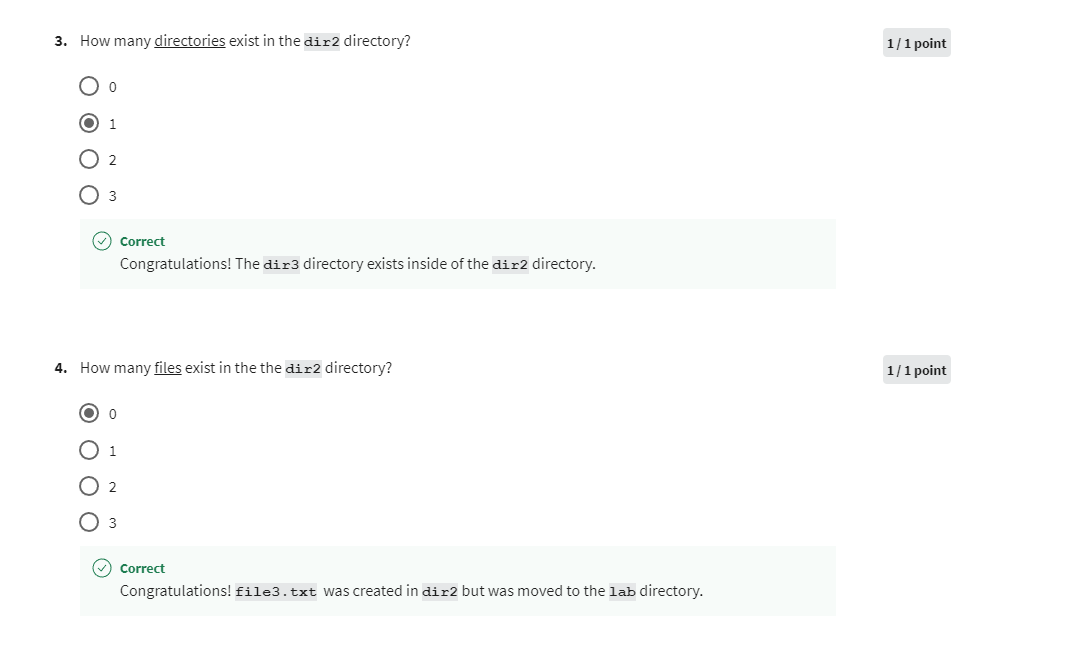 3. How many directories exist in the dir2 directory?
1 / 1 point
0
1
2
3
Correct
Congratulations! The dir3 directory exists inside of the dir2 directory.
4. How many files exist in the the dir2 directory?
1 / 1 point
0
1
2
3
Correct
Congratulations! file3.txt was created in dir2 but was moved to the lab directory.